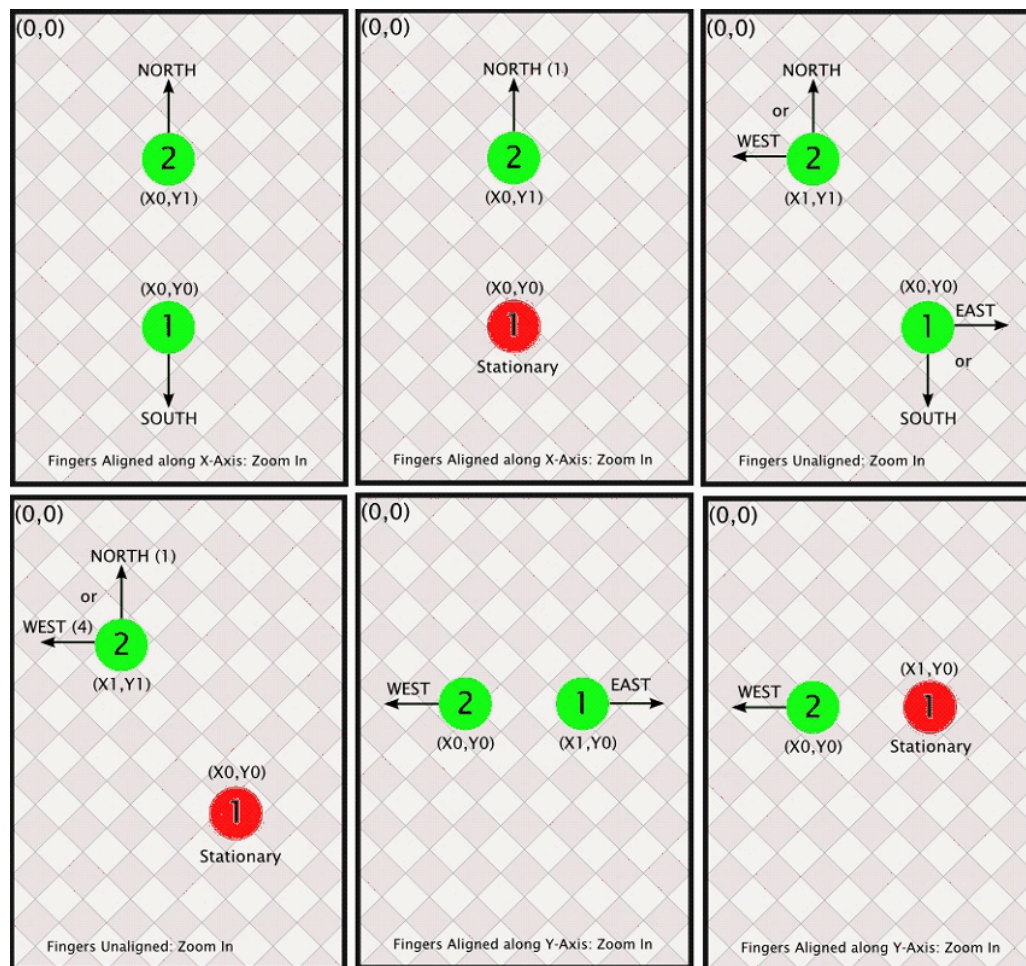 (0,0)
NORTH
2
(X0,Y1)
(X0,Y0)
1
SOUTH
Fingers Aligned along X-Axis: Zoom In
(0,0)
NORTH (1)
2
(X0,Y1)
(X0,Y0)
1
Stationary
Fingers Aligned along X-Axis: Zoom In
(0,0)
NORTH
or
WEST
2
(X1,Y1)
(X0,Y0)
EAST
1
or
SOUTH
Fingers Unaligned: Zoom In
(0,0)
NORTH (1)
or
WEST (4)
2
(X1,Y1)
(X0,Y0)
1
Stationary
Fingers Unaligned: Zoom In
(0,0)
WEST 2 1 EAST
(X0,Y0) (X1,Y0)
Fingers Aligned along Y-Axis: Zoom In
(0,0)
(X1,Y0)
WEST 2 1
(X0,Y0) Stationary
Fingers Aligned along Y-Axis: Zoom In